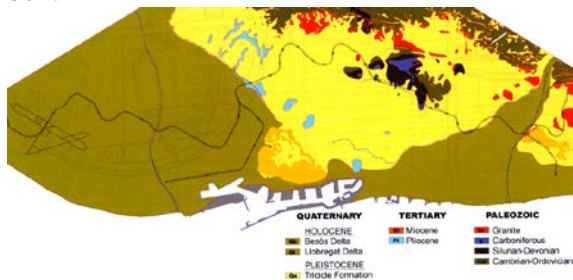 QUATERNARY TERTIARY PALEOZOIC
HOLOCENE Miocene Granite
Besòs Delta Pliocene Carboniferous
Llobregat Delta Silurian-Devonian
PLEISTOCENE Cambrian-Ordovician
Qa Tricicle Formation